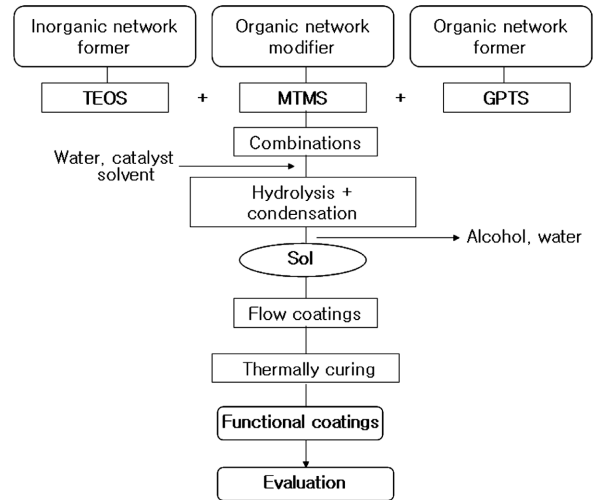 Inorganic network
former
Organic network
modifier
Organic network
former
TEOS + MTMS + GPTS
Combinations
Water, catalyst
solvent
Hydrolysis +
condensation
Alcohol, water
Sol
Flow coatings
Thermally curing
Functional coatings
Evaluation